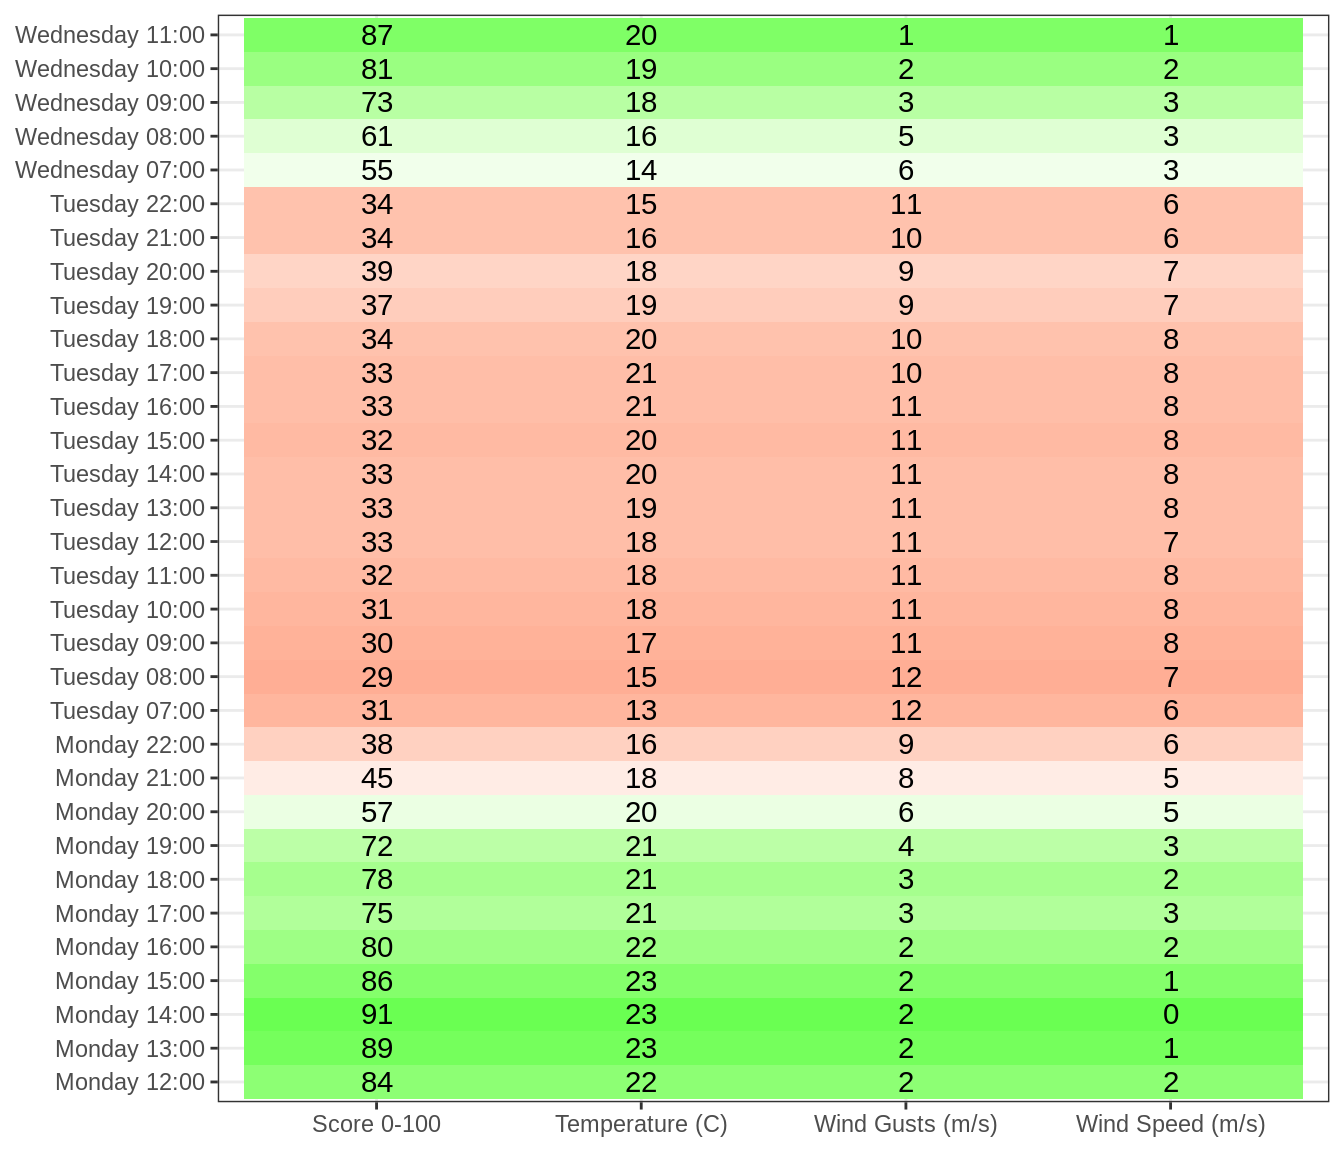 Wednesday 11:00 87 20 1 1
Wednesday 10:00 81 19 2 2
Wednesday 09:00 73 18 3 3
Wednesday 08:00 61 16 5 3
Wednesday 07:00 55 14 6 3
Tuesday 22:00 34 15 11 6
Tuesday 21:00 34 16 10 6
Tuesday 20:00 39 18 9 7
Tuesday 19:00 37 19 9 7
Tuesday 18:00 34 20 10 8
Tuesday 17:00 33 21 10 8
Tuesday 16:00 33 21 11 8
Tuesday 15:00 32 20 11 8
Tuesday 14:00 33 20 11 8
Tuesday 13:00 33 19 11 8
Tuesday 12:00 33 18 11 7
Tuesday 11:00 32 18 11 8
Tuesday 10:00 31 18 11 8
Tuesday 09:00 30 17 11 8
Tuesday 08:00 29 15 12 7
Tuesday 07:00 31 13 12 6
Monday 22:00 38 16 9 6
Monday 21:00 45 18 8 5
Monday 20:00 57 20 6 5
Monday 19:00 72 21 4 3
Monday 18:00 78 21 3 2
Monday 17:00 75 21 3 3
Monday 16:00 80 22 2 2
Monday 15:00 86 23 2 1
Monday 14:00 91 23 2 0
Monday 13:00 89 23 2 1
Monday 12:00 84 22 2 2
Score 0-100 Temperature (C) Wind Gusts (m/s) Wind Speed (m/s)